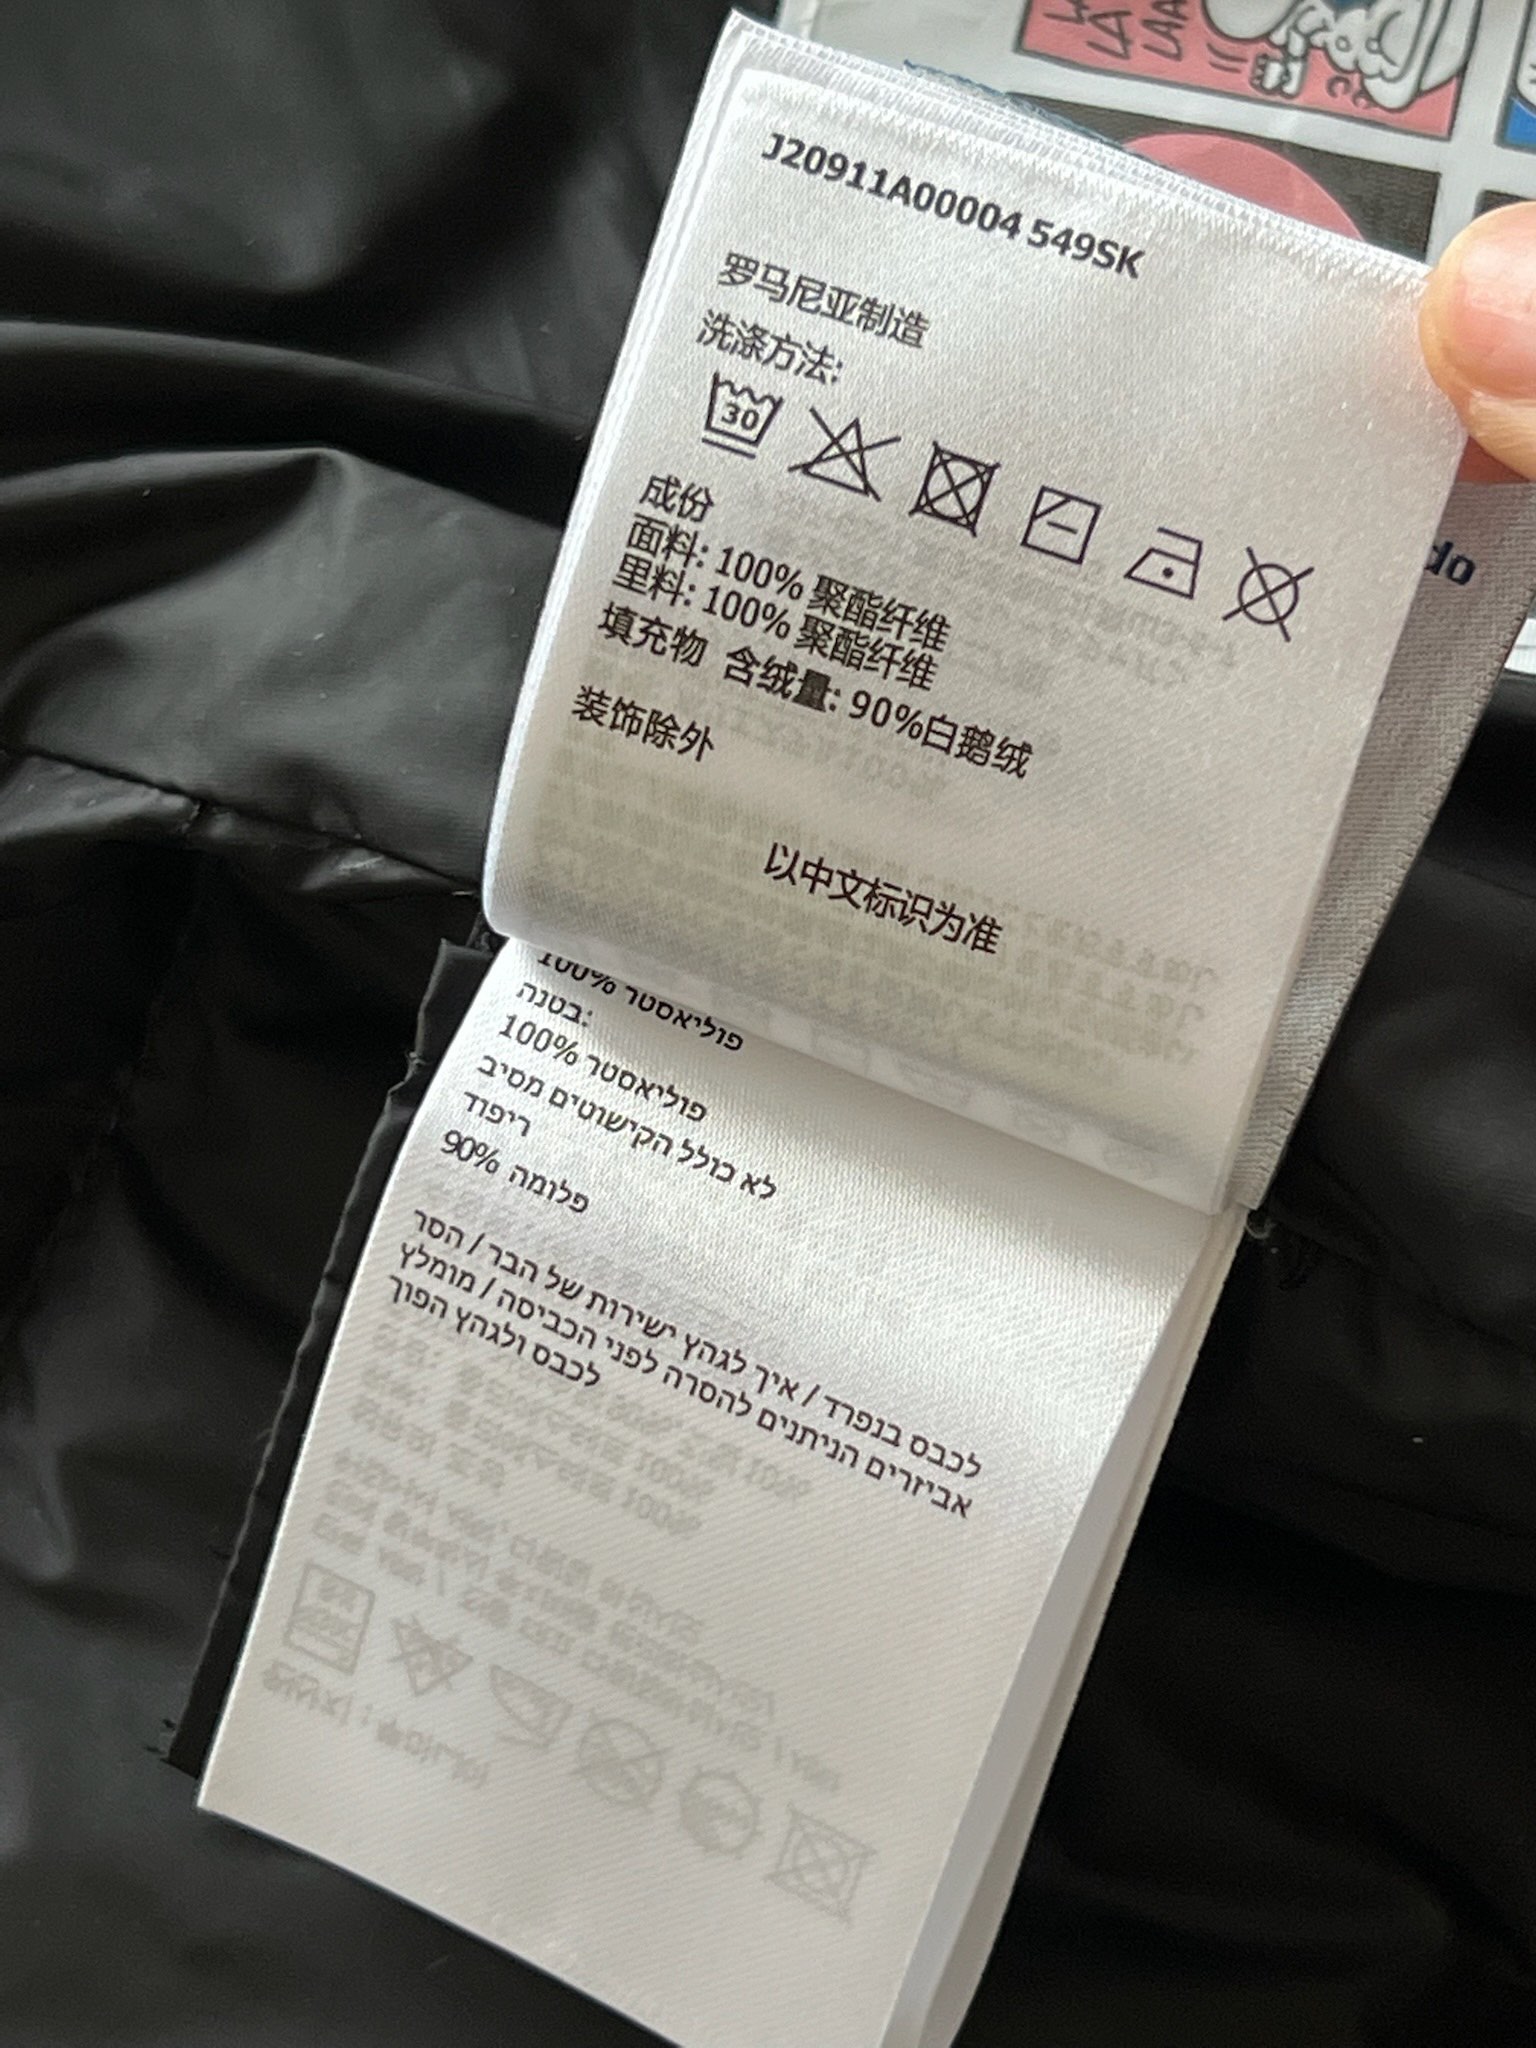 LA
LA
LAA
J20911A00004 549SK
罗马尼亚制造
洗涤方法:
30
成份
面料: 100% 聚酯纤维
里料: 100% 聚酯纤维
填充物 含绒量: 90%白鹅绒
装饰除外
以中文标识为准
do
100% פוליאסטר
בטנה:
100% פוליאסטר
לא כולל הקישוטים מסיב
ריפוד
90% פלומה
לכבס בנפרד / איך לגהץ ישירות של הבר / הסר
אביזרים הניתנים להסרה לפני הכביסה / מומלץ
לכבס ולגהץ הפוך